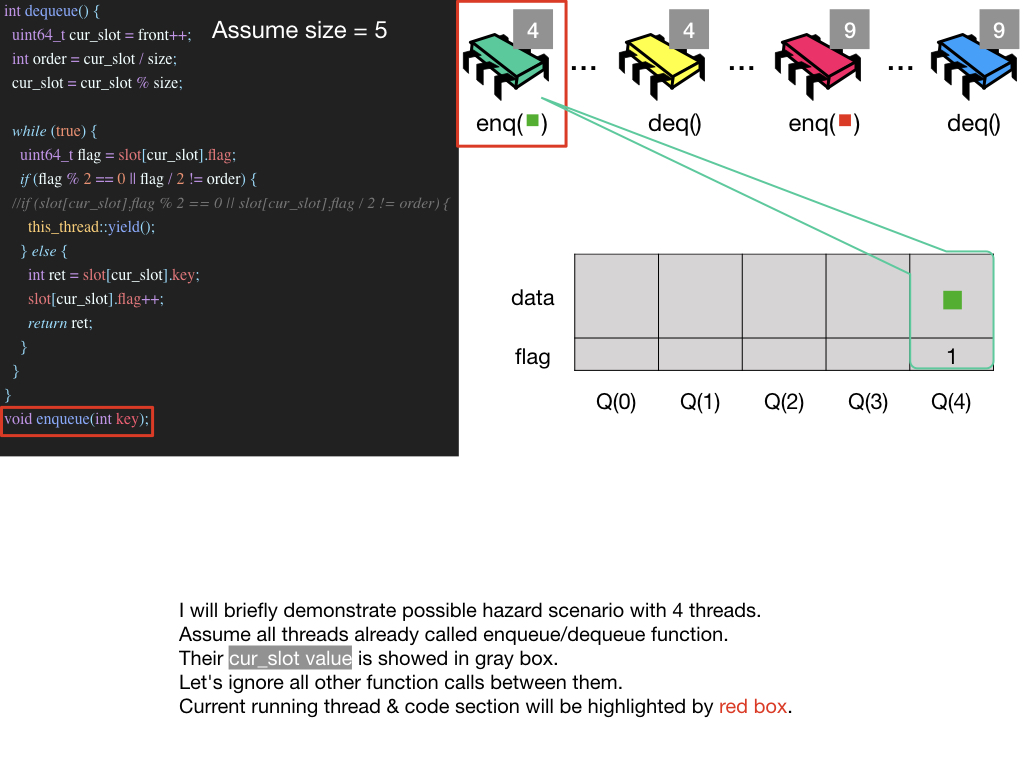 int dequeue() {
uint64_t cur_slot = front++;
int order = cur_slot / size;
cur_slot = cur_slot % size;
while (true) {
uint64_t flag = slot[cur_slot].flag;
if (flag % 2 == 0 || flag / 2 != order) {
//if (slot[cur_slot].flag % 2 == 0 || slot[cur_slot].flag / 2 != order) {
this_thread::yield();
} else {
int ret = slot[cur_slot].key;
slot[cur_slot].flag++;
return ret;
}
}
}
void enqueue(int key);
Assume size = 5
4 ... 4 ... 9 ... 9
enq( ) deq() enq( ) deq()
data
flag 1
Q(0) Q(1) Q(2) Q(3) Q(4)
I will briefly demonstrate possible hazard scenario with 4 threads.
Assume all threads already called enqueue/dequeue function.
Their cur_slot value is showed in gray box.
Let's ignore all other function calls between them.
Current running thread & code section will be highlighted by red box.